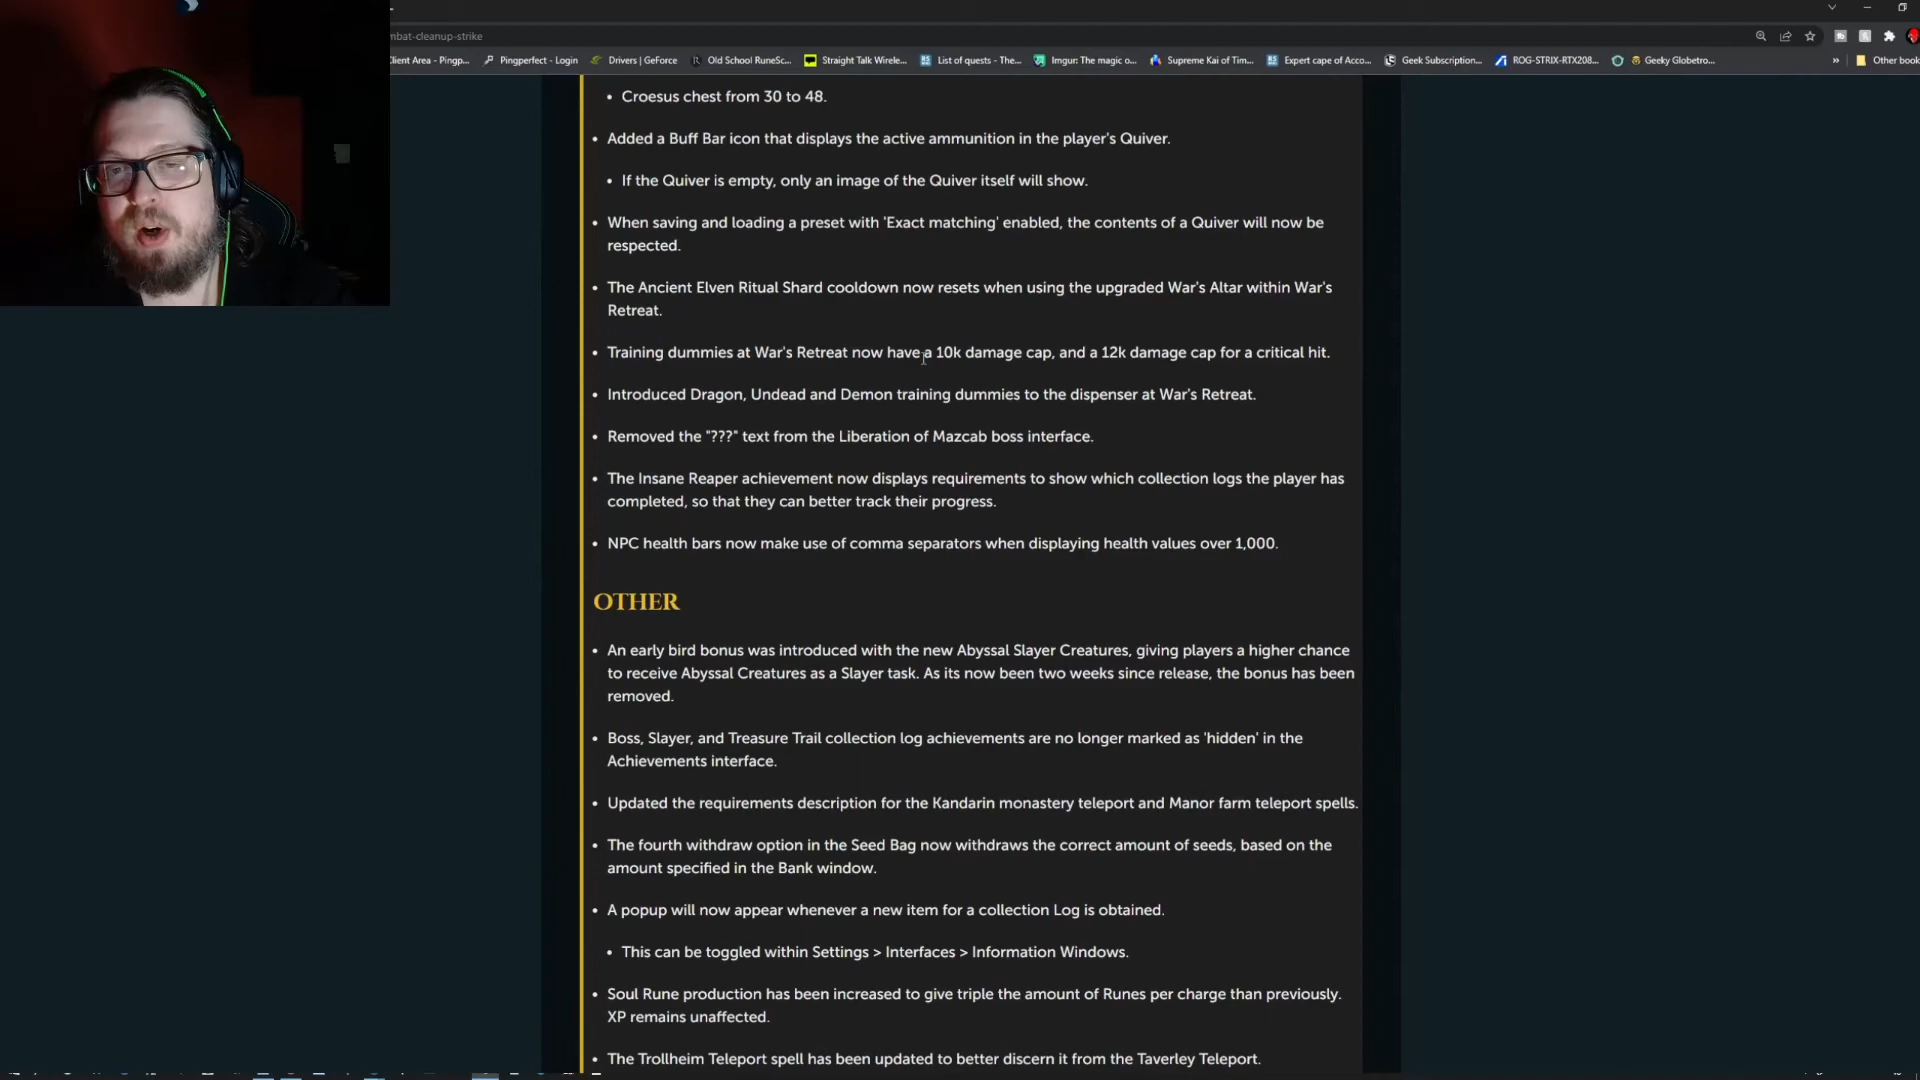 nbat-cleanup-strike
Client Area - Pingp...
Pingperfect - Login
Drivers | GeForce
Old School RuneSc...
Straight Talk Wirele...
List of quests - The...
Imgur: The magic o...
Supreme Kai of Tim...
Expert cape of Acco...
Geek Subscription...
ROG-STRIX-RTX208...
Geeky Globetro...
»
Other book
• Croesus chest from 30 to 48.
• Added a Buff Bar icon that displays the active ammunition in the player's Quiver.
• If the Quiver is empty, only an image of the Quiver itself will show.
• When saving and loading a preset with 'Exact matching' enabled, the contents of a Quiver will now be
respected.
• The Ancient Elven Ritual Shard cooldown now resets when using the upgraded War's Altar within War's
Retreat.
• Training dummies at War's Retreat now have a 10k damage cap, and a 12k damage cap for a critical hit.
• Introduced Dragon, Undead and Demon training dummies to the dispenser at War's Retreat.
• Removed the "???" text from the Liberation of Mazcab boss interface.
• The Insane Reaper achievement now displays requirements to show which collection logs the player has
completed, so that they can better track their progress.
• NPC health bars now make use of comma separators when displaying health values over 1,000.
OTHER
• An early bird bonus was introduced with the new Abyssal Slayer Creatures, giving players a higher chance
to receive Abyssal Creatures as a Slayer task. As its now been two weeks since release, the bonus has been
removed.
• Boss, Slayer, and Treasure Trail collection log achievements are no longer marked as 'hidden' in the
Achievements interface.
• Updated the requirements description for the Kandarin monastery teleport and Manor farm teleport spells.
• The fourth withdraw option in the Seed Bag now withdraws the correct amount of seeds, based on the
amount specified in the Bank window.
• A popup will now appear whenever a new item for a collection Log is obtained.
• This can be toggled within Settings > Interfaces > Information Windows.
• Soul Rune production has been increased to give triple the amount of Runes per charge than previously.
XP remains unaffected.
• The Trollheim Teleport spell has been updated to better discern it from the Taverley Teleport.